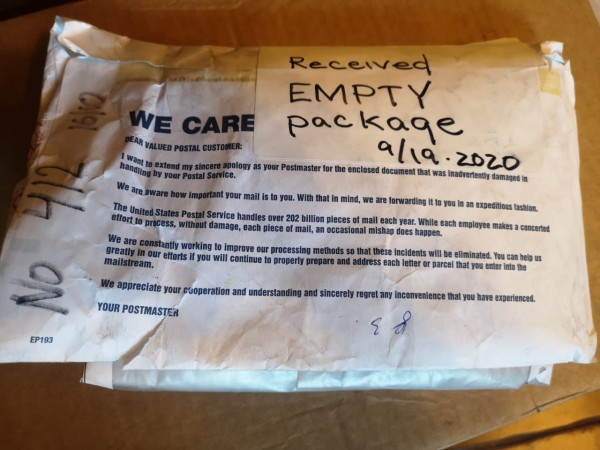 Received
EMPTY
package
9/19.2020
WE CARE
DEAR VALUED POSTAL CUSTOMER:
I want to extend my sincere apology as your Postmaster for the enclosed document that was inadvertently damaged in
handling by your Postal Service.
We are aware how important your mail is to you. With that in mind, we are forwarding it to you in an expeditious fashion.
The United States Postal Service handles over 202 billion pieces of mail each year. While each employee makes a concerted
effort to process, without damage, each piece of mail, an occasional mishap does happen.
We are constantly working to improve our processing methods so that these incidents will be eliminated. You can help us
greatly in our efforts if you will continue to properly prepare and address each letter or parcel that you enter into the
mailstream.
We appreciate your cooperation and understanding and sincerely regret any inconvenience that you have experienced.
YOUR POSTMASTER
EP193
No 412